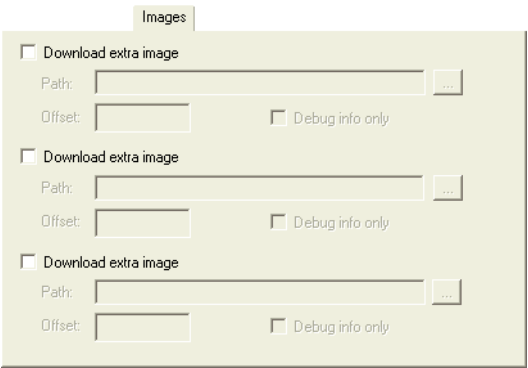 Images
Download extra image
Path: ...
Offset: Debug info only
Download extra image
Path: ...
Offset: Debug info only
Download extra image
Path: ...
Offset: Debug info only